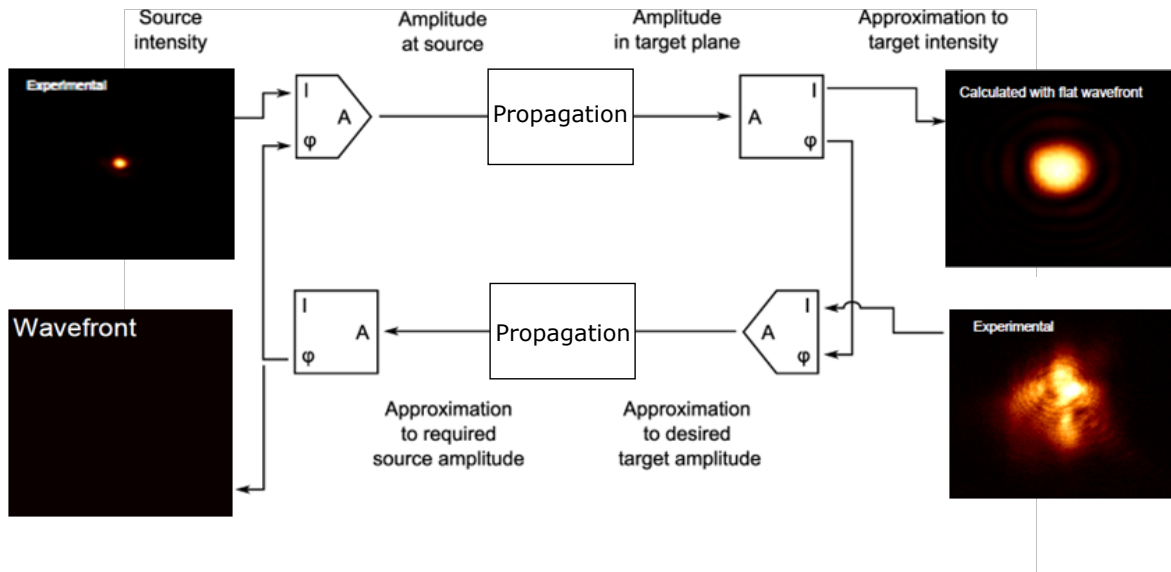 Source
intensity
Amplitude
at source
Amplitude
in target plane
Approximation to
target intensity
Experimental
I
A
φ
Propagation
A
I
φ
Calculated with flat wavefront
Wavefront
I
A
φ
Propagation
I
A
φ
Experimental
Approximation
to required
source amplitude
Approximation
to desired
target amplitude